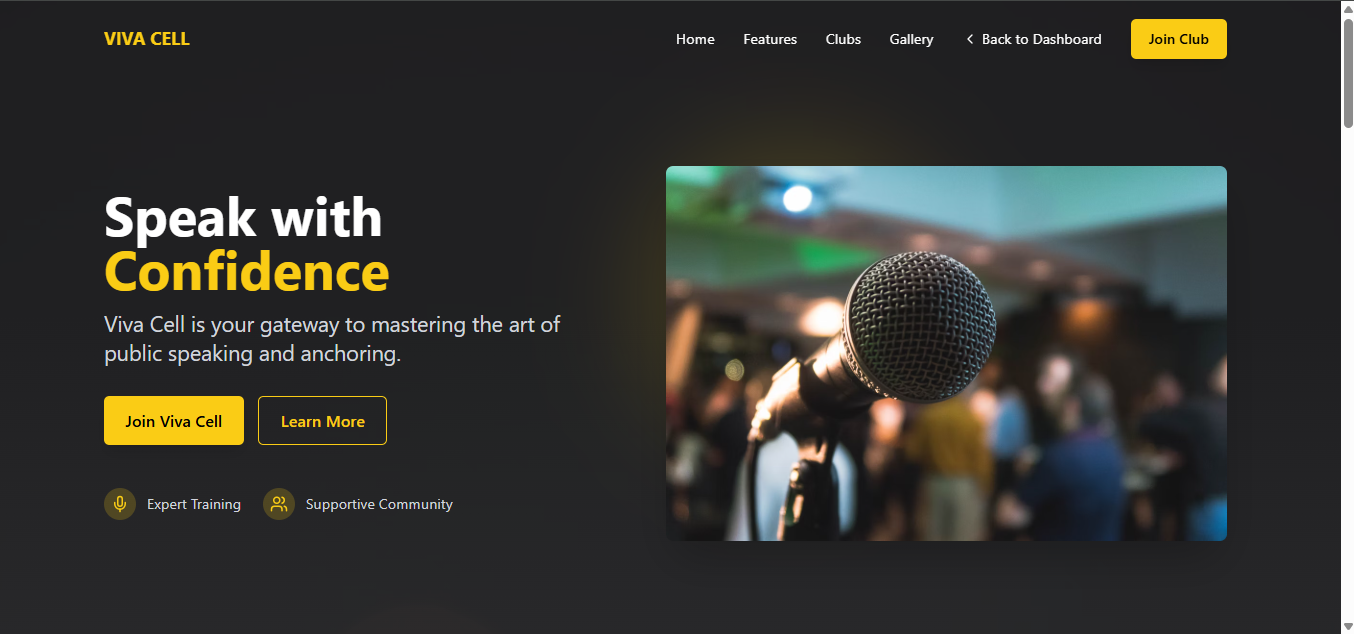 VIVA CELL
Home Features Clubs Gallery Back to Dashboard Join Club
Speak with
Confidence
Viva Cell is your gateway to mastering the art of
public speaking and anchoring.
Join Viva Cell Learn More
Expert Training Supportive Community